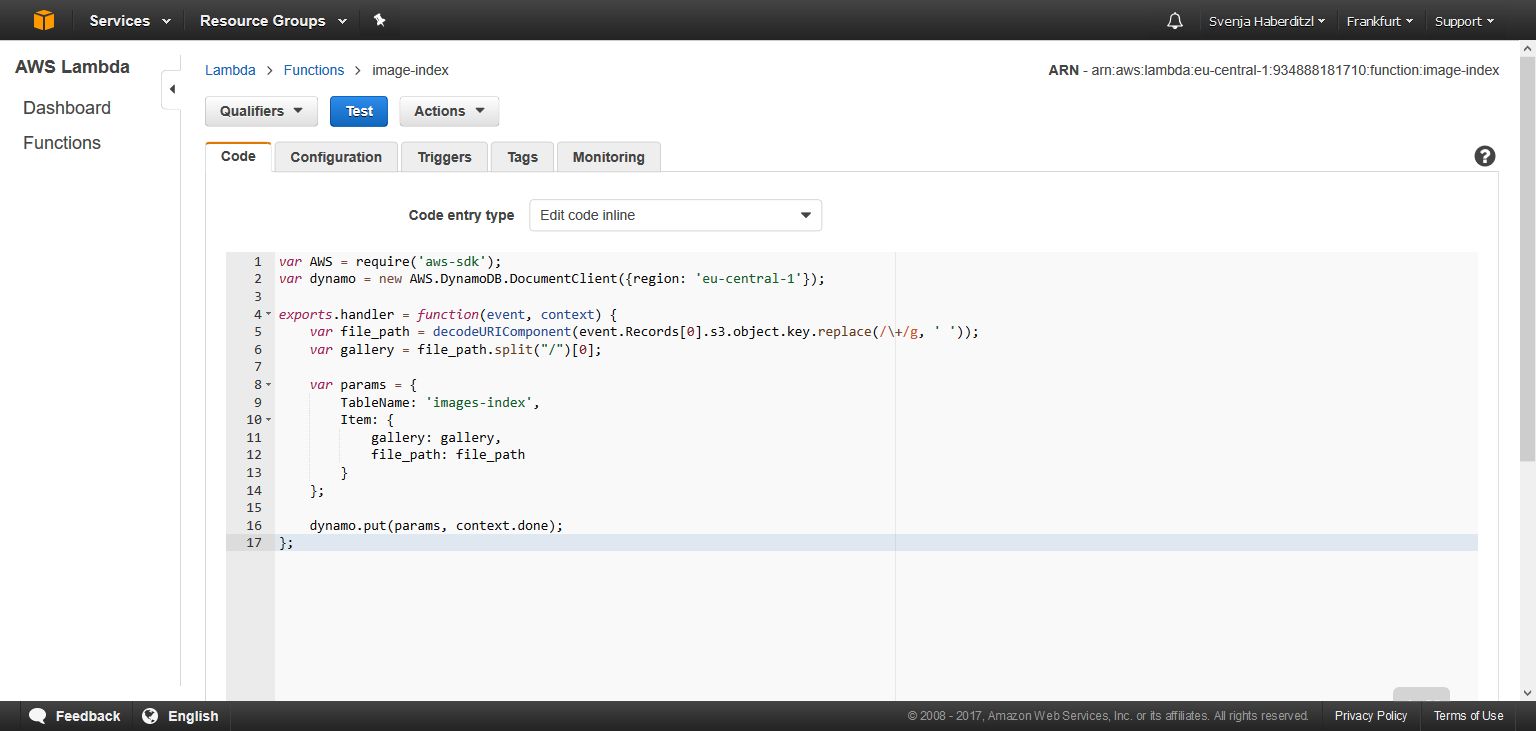 Services Resource Groups Svenja Haberditzl Frankfurt Support
AWS Lambda
Dashboard
Functions
Lambda > Functions > image-index
ARN - arn:aws:lambda:eu-central-1:934888181710:function:image-index
Qualifiers Test Actions
Code Configuration Triggers Tags Monitoring ?
Code entry type Edit code inline
1 var AWS = require('aws-sdk');
2 var dynamo = new AWS.DynamoDB.DocumentClient({region: 'eu-central-1'});
3
4 exports.handler = function(event, context) {
5     var file_path = decodeURIComponent(event.Records[0].s3.object.key.replace(/\+/g, ' '));
6     var gallery = file_path.split("/")[0];
7
8     var params = {
9         TableName: 'images-index',
10         Item: {
11             gallery: gallery,
12             file_path: file_path
13         }
14     };
15
16     dynamo.put(params, context.done);
17 };
Feedback English © 2008 - 2017, Amazon Web Services, Inc. or its affiliates. All rights reserved. Privacy Policy Terms of Use